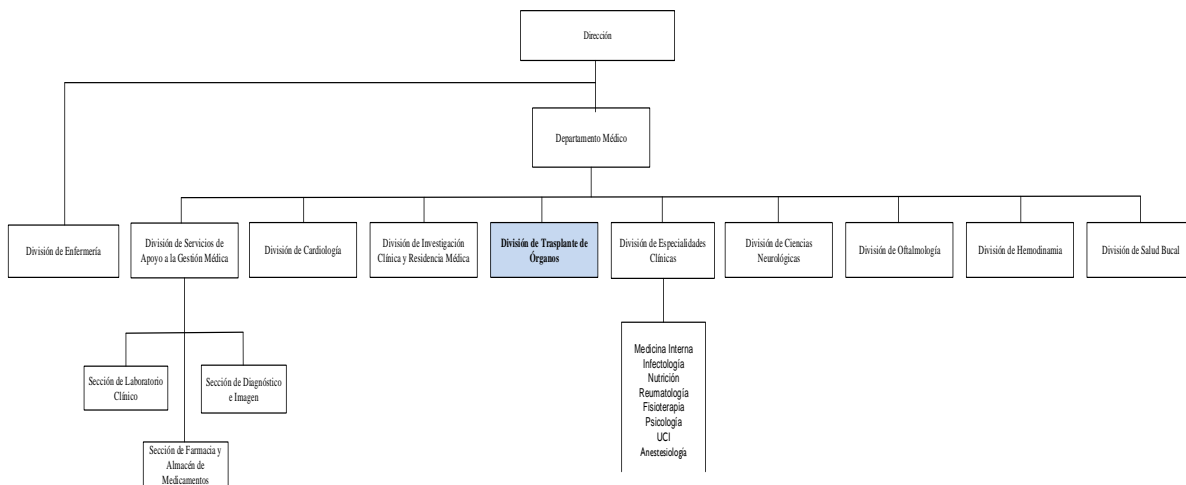 Dirección
Departamento Médico
División de Enfermería
División de Servicios de
Apoyo a la Gestión Médica
División de Cardiología
División de Investigación
Clínica y Residencia Médica
División de Trasplante de
Órganos
División de Especialidades
Clínicas
División de Ciencias
Neurológicas
División de Oftalmología
División de Hemodinamia
División de Salud Bucal
Sección de Laboratorio
Clínico
Sección de Diagnóstico
e Imagen
Sección de Farmacia y
Almacén de
Medicamentos
Medicina Interna
Infectología
Nutrición
Reumatología
Fisioterapia
Psicología
UCI
Anestesiología